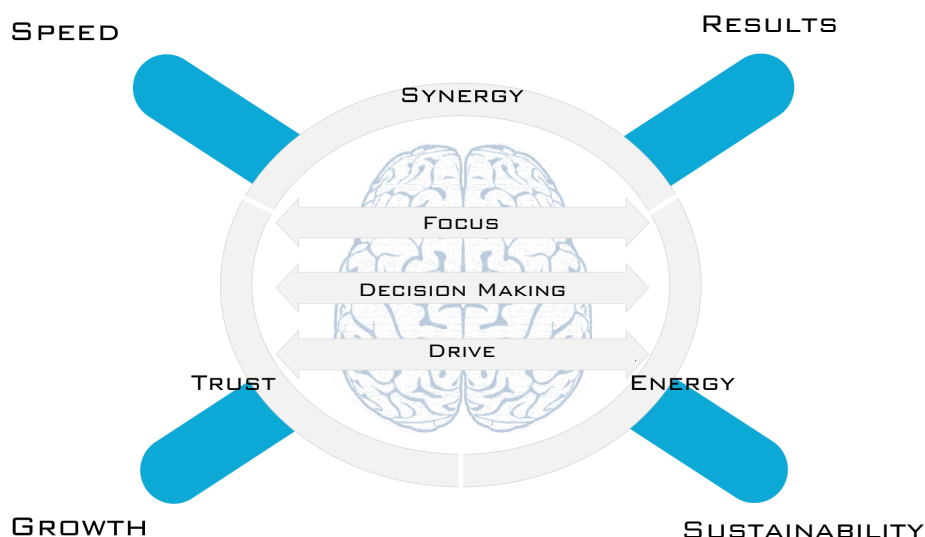 SPEED
RESULTS
SYNERGY
FOCUS
DECISION MAKING
DRIVE
TRUST
ENERGY
GROWTH
SUSTAINABILITY